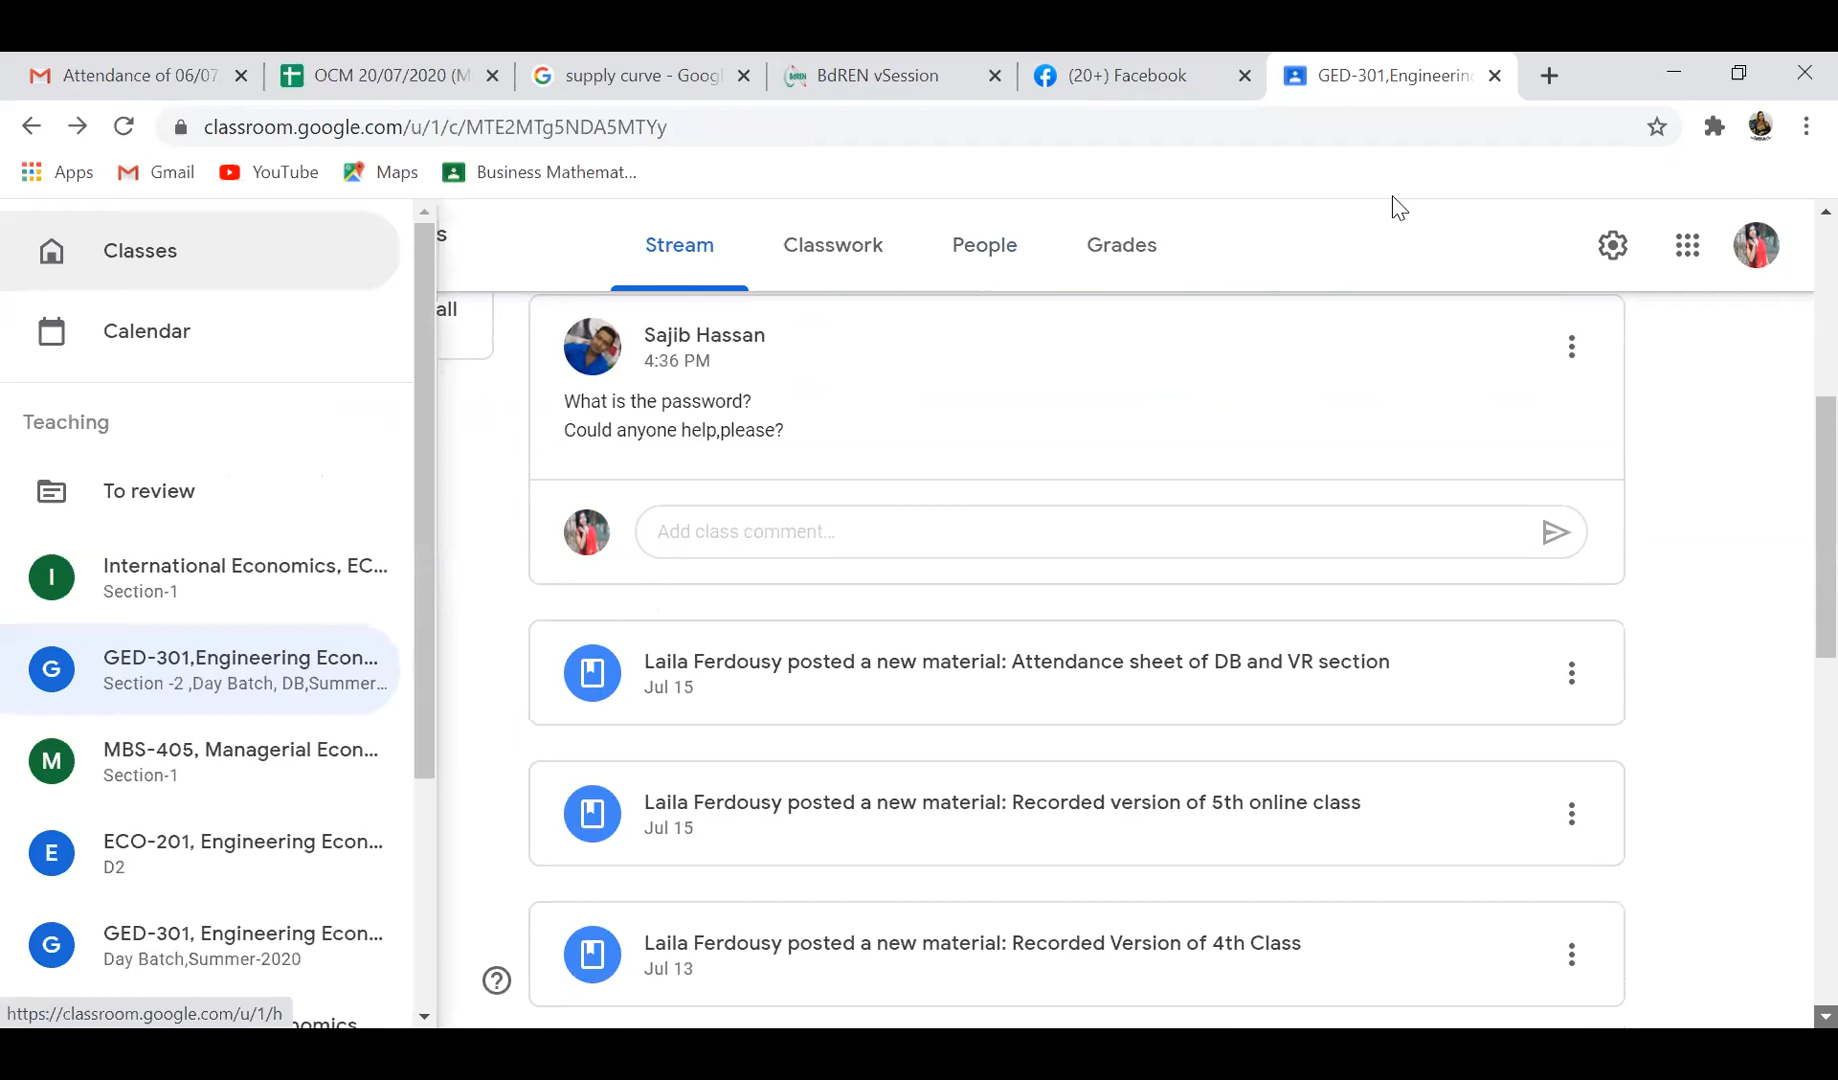 Attendance of 06/07
OCM 20/07/2020 (M
supply curve - Goog
BdREN vSession
(20+) Facebook
GED-301,Engineerin
classroom.google.com/u/1/c/MTE2MTg5NDA5MTYy
Apps
Gmail
YouTube
Maps
Business Mathemat...
Classes
s
Stream
Classwork
People
Grades
Calendar
all
Teaching
To review
I
International Economics, EC...
Section-1
G
GED-301,Engineering Econ...
Section -2 ,Day Batch, DB,Summer...
M
MBS-405, Managerial Econ...
Section-1
E
ECO-201, Engineering Econ...
D2
G
GED-301, Engineering Econ...
Day Batch,Summer-2020
https://classroom.google.com/u/1/h
Sajib Hassan
4:36 PM
What is the password?
Could anyone help,please?
Add class comment...
Laila Ferdousy posted a new material: Attendance sheet of DB and VR section
Jul 15
Laila Ferdousy posted a new material: Recorded version of 5th online class
Jul 15
Laila Ferdousy posted a new material: Recorded Version of 4th Class
Jul 13